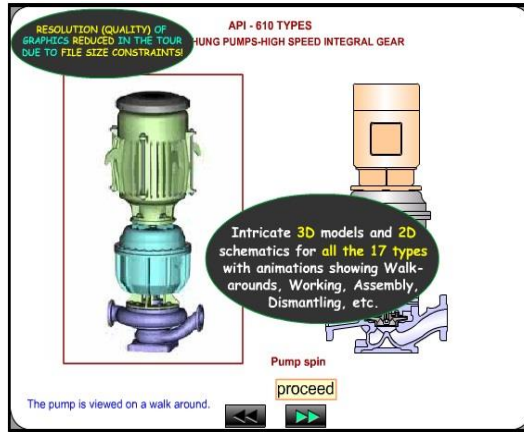 RESOLUTION (QUALITY) OF
GRAPHICS REDUCED IN THE TOUR
DUE TO FILE SIZE CONSTRAINTS!
API - 610 TYPES
HUNG PUMPS-HIGH SPEED INTEGRAL GEAR
Intricate 3D models and 2D
schematics for all the 17 types
with animations showing Walk-
arounds, Working, Assembly,
Dismantling, etc.
Pump spin
proceed
The pump is viewed on a walk around.